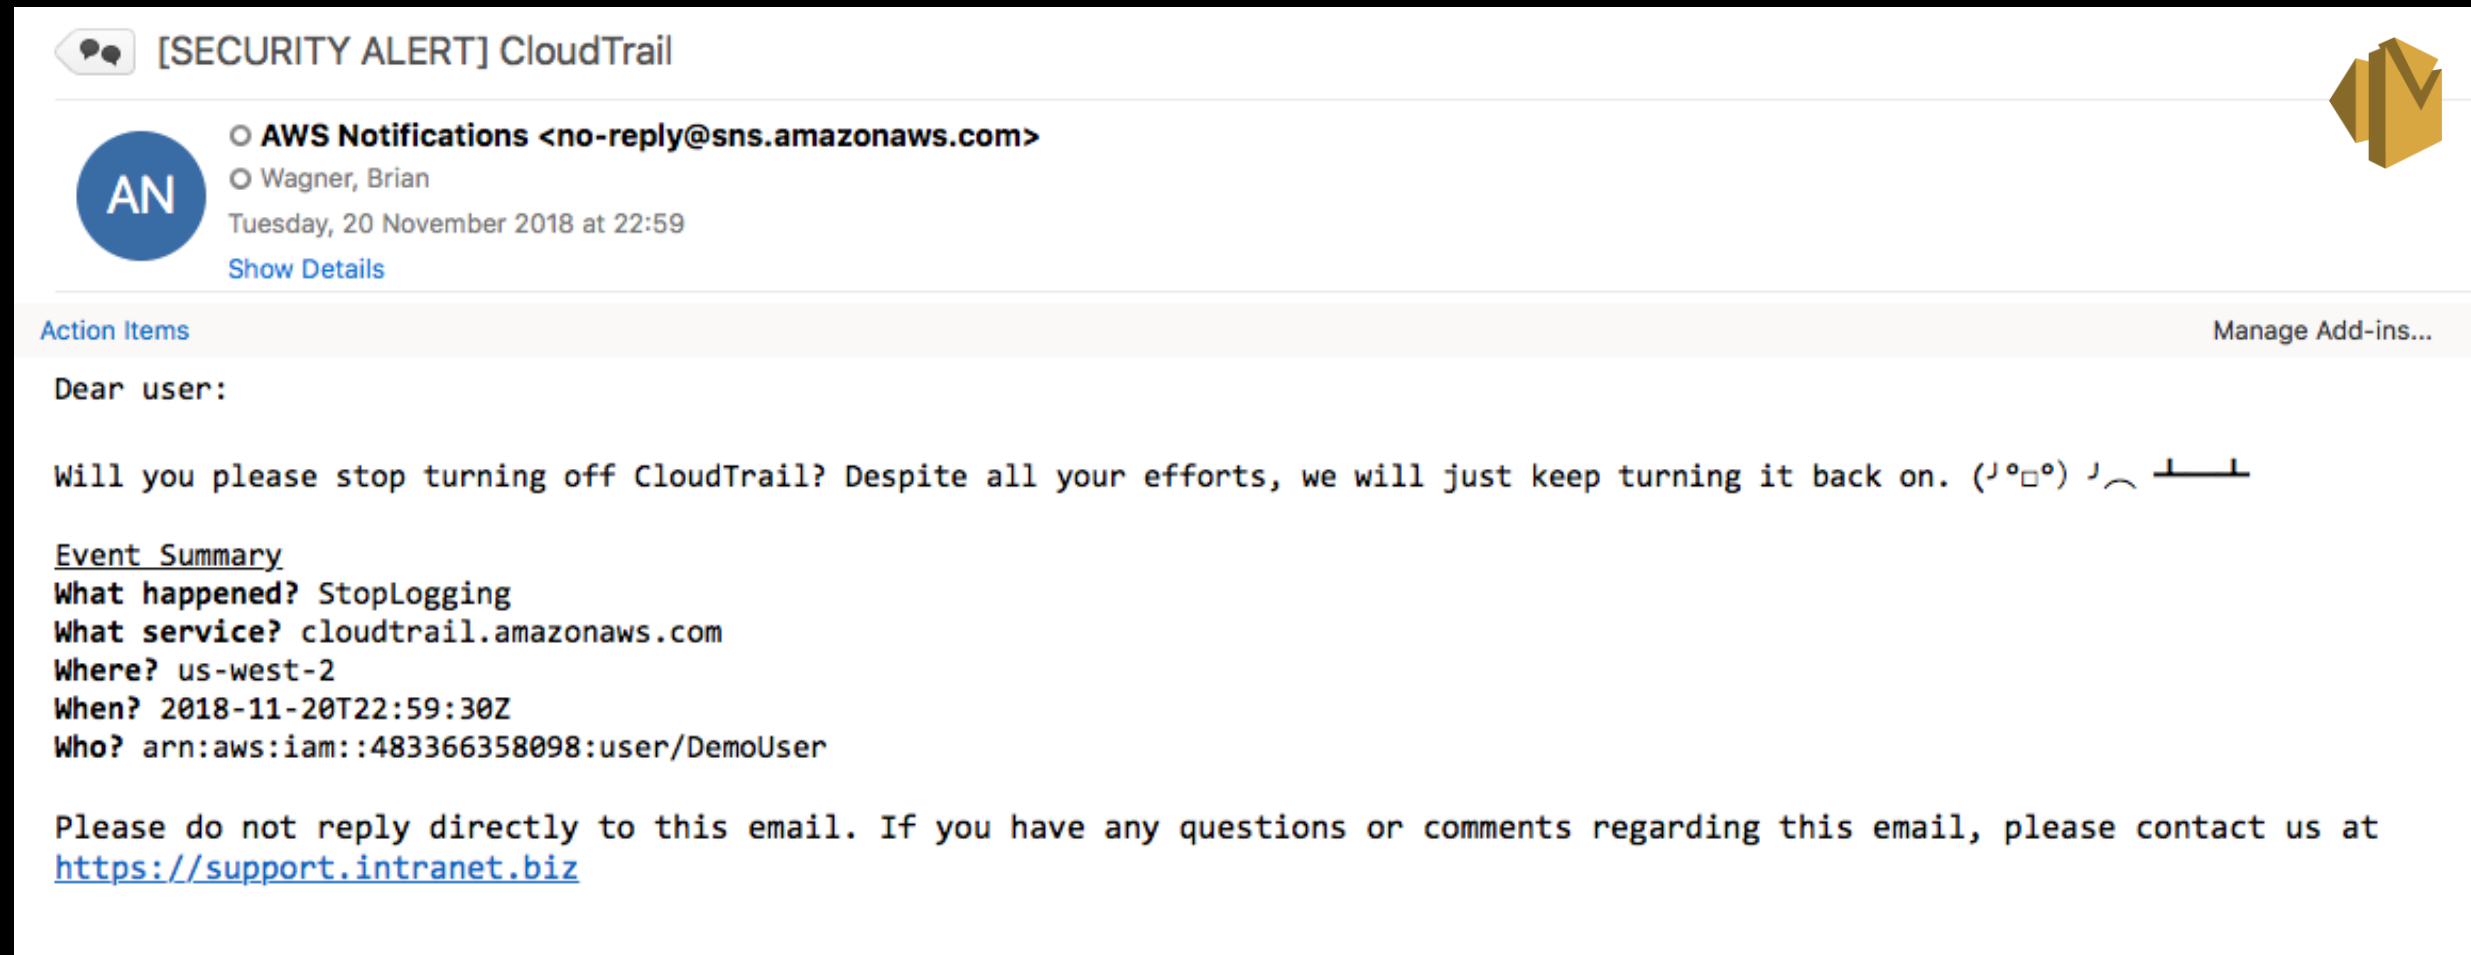 [SECURITY ALERT] CloudTrail
AN
AWS Notifications <no-reply@sns.amazonaws.com>
Wagner, Brian
Tuesday, 20 November 2018 at 22:59
Show Details
Action Items
Manage Add-ins...
Dear user:
Will you please stop turning off CloudTrail? Despite all your efforts, we will just keep turning it back on. (╯°□°) ╯︵ ┻━┻
Event Summary
What happened? StopLogging
What service? cloudtrail.amazonaws.com
Where? us-west-2
When? 2018-11-20T22:59:30Z
Who? arn:aws:iam::483366358098:user/DemoUser
Please do not reply directly to this email. If you have any questions or comments regarding this email, please contact us at
https://support.intranet.biz